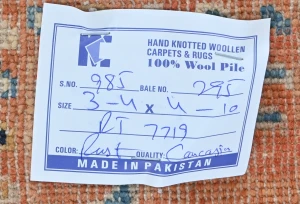 HAND KNOTTED WOOLLEN
CARPETS & RUGS
100% Wool Pile
S.NO. 985 BALE NO. 295
SIZE 3-4 x 4-10
7719
COLOR: Rust QUALITY: Caucasian
MADE IN PAKISTAN